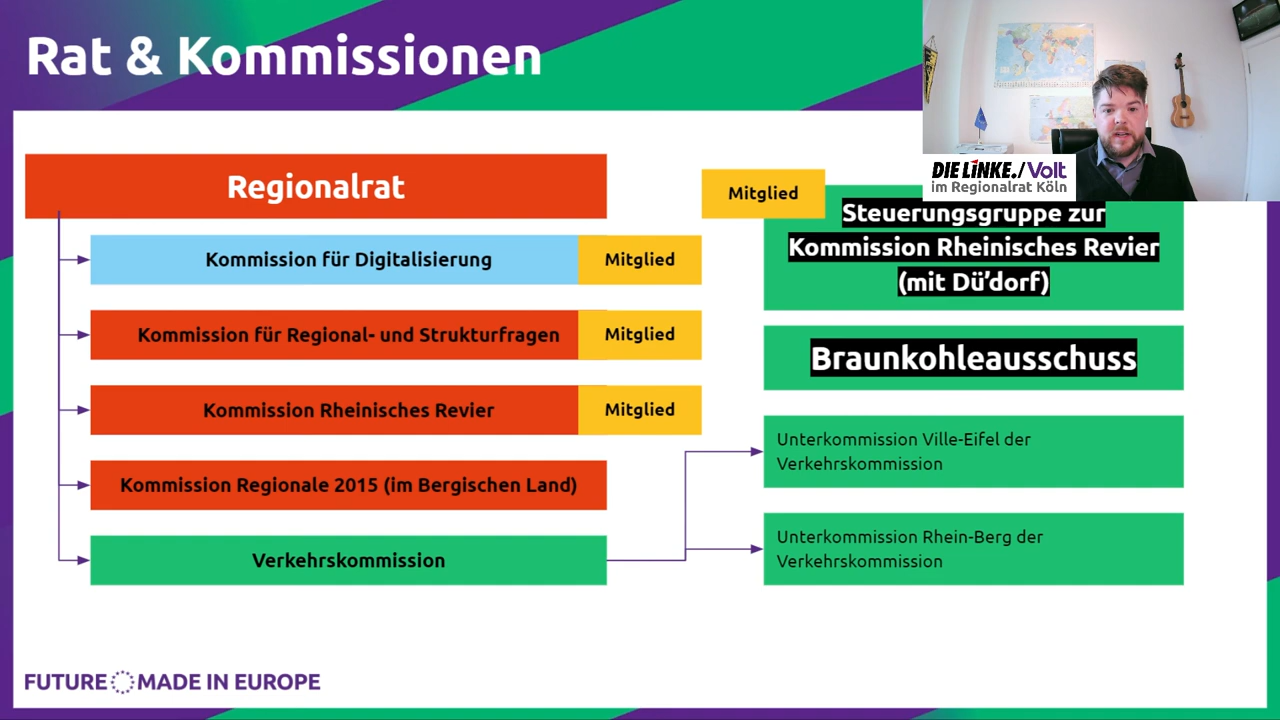 Rat & Kommissionen
DIE LiNKE./Volt
im Regionalrat Köln
Regionalrat
Kommission für Digitalisierung
Mitglied
Kommission für Regional- und Strukturfragen
Mitglied
Kommission Rheinisches Revier
Mitglied
Kommission Regionale 2015 (im Bergischen Land)
Verkehrskommission
Mitglied
Steuerungsgruppe zur
Kommission Rheinisches Revier
(mit Dü’dorf)
Braunkohleausschuss
Unterkommission Ville-Eifel der
Verkehrskommission
Unterkommission Rhein-Berg der
Verkehrskommission
FUTURE MADE IN EUROPE